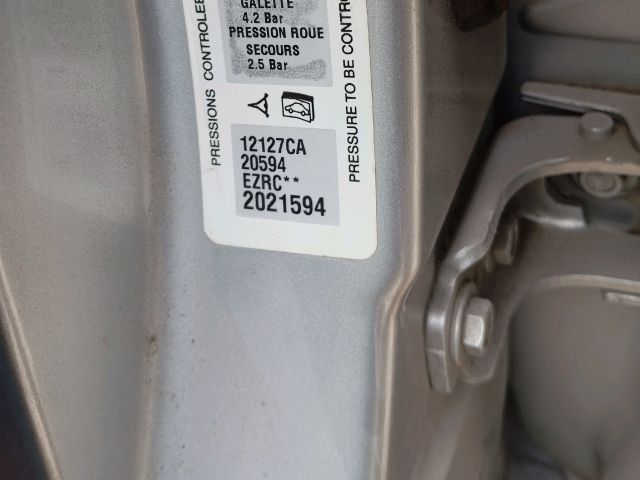 GALETTE
4.2 Bar
PRESSION ROUE
SECOURS
2.5 Bar
PRESSIONS CONTROLEE
PRESSURE TO BE CONTRO
12127CA
20594
EZRC**
2021594